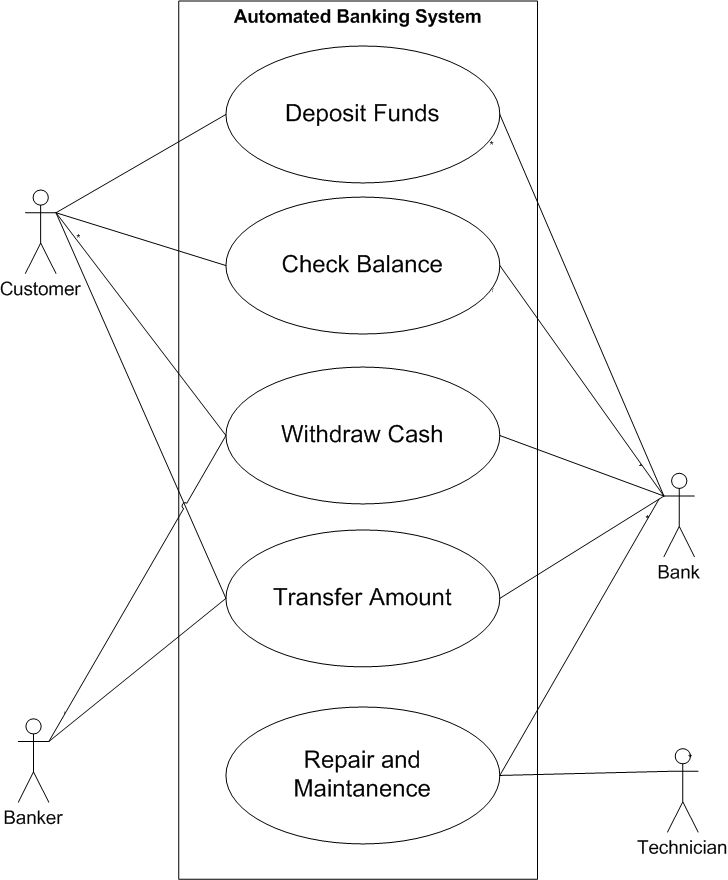 Automated Banking System
Deposit Funds
Check Balance
Customer
Withdraw Cash
Bank
Transfer Amount
Repair and
Maintanence
Banker
Technician